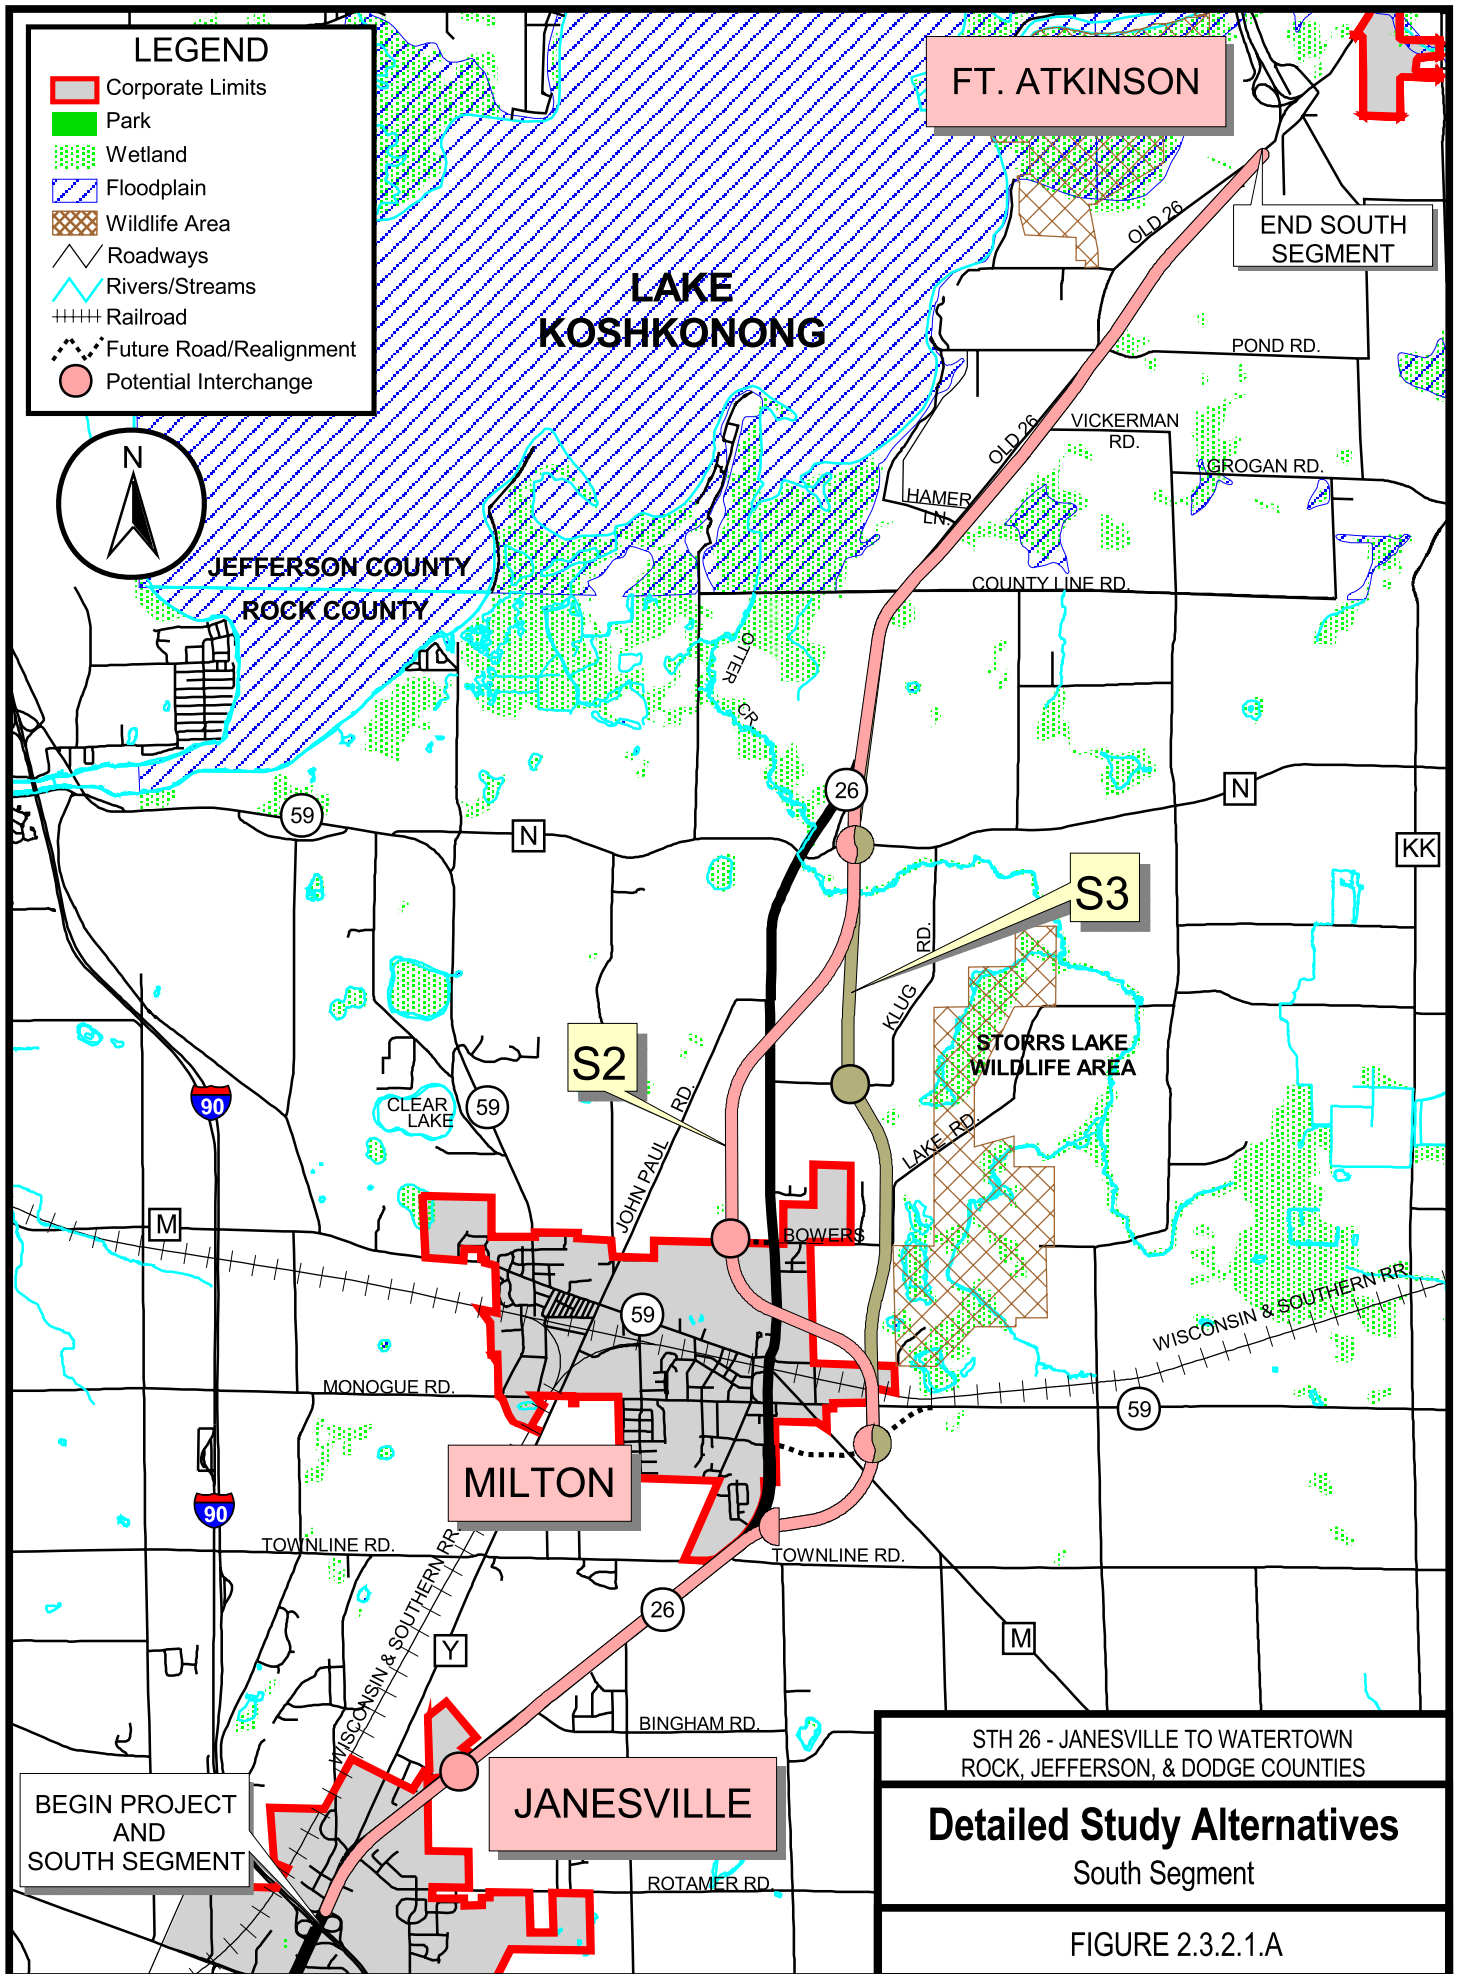 LEGEND
Corporate Limits
Park
Wetland
Floodplain
Wildlife Area
Roadways
Rivers/Streams
Railroad
Future Road/Realignment
Potential Interchange
N
FT. ATKINSON
END SOUTH
SEGMENT
OLD 26
LAKE
KOSHKONONG
POND RD.
VICKERMAN
RD.
OLD 26
GROGAN RD.
HAMER
LN.
JEFFERSON COUNTY
COUNTY LINE RD.
ROCK COUNTY
OTTER
CR
26
N
59
N
KK
S3
KLUG
RD.
STORRS LAKE
WILDLIFE AREA
S2
90
CLEAR
LAKE
59
JOHN PAUL
RD.
LAKE RD.
M
BOWERS
59
WISCONSIN & SOUTHERN RR.
MONOGUE RD.
59
MILTON
90
TOWNLINE RD.
TOWNLINE RD.
26
WISCONSIN & SOUTHERN RR.
Y
M
BINGHAM RD.
JANESVILLE
BEGIN PROJECT
AND
SOUTH SEGMENT
ROTAMER RD.
STH 26 - JANESVILLE TO WATERTOWN
ROCK, JEFFERSON, & DODGE COUNTIES
Detailed Study Alternatives
South Segment
FIGURE 2.3.2.1.A